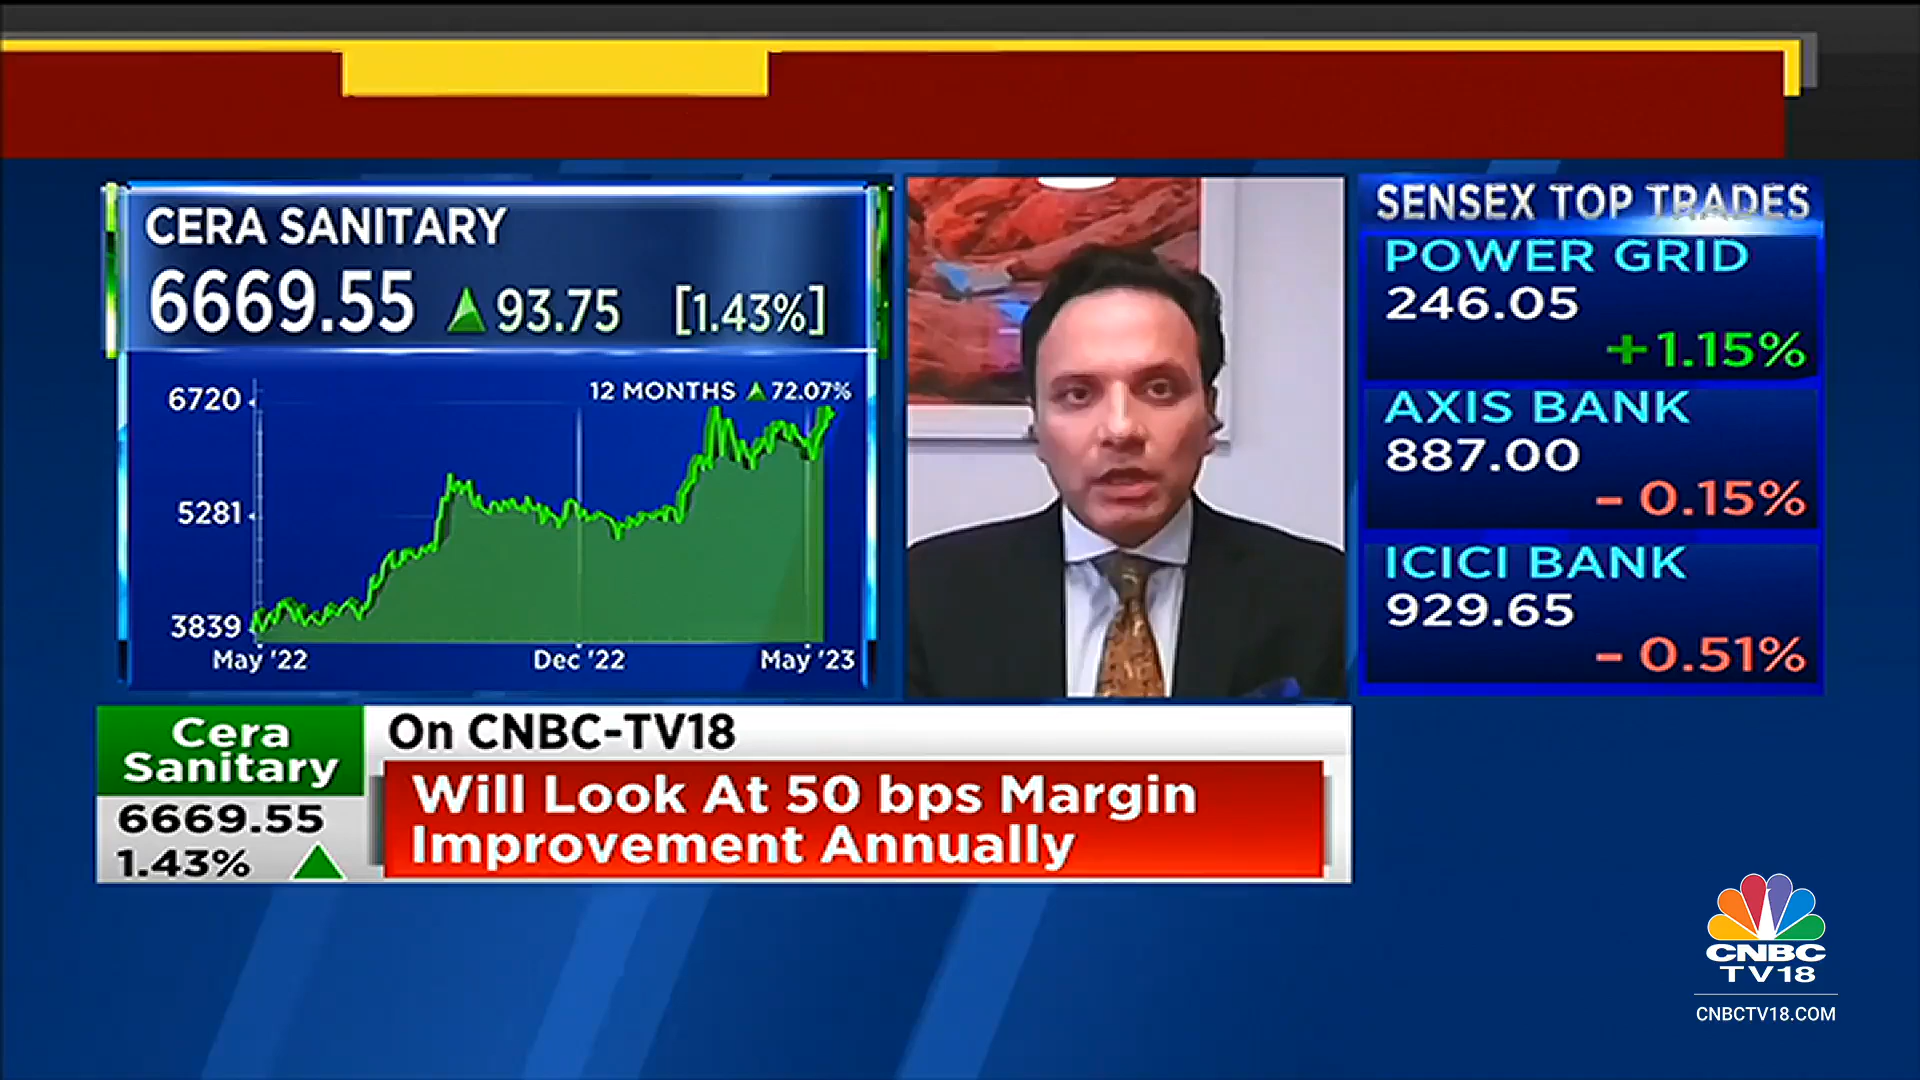 CERA SANITARY
6669.55 ▲ 93.75 [1.43%]
12 MONTHS ▲ 72.07%
6720
5281
3839
May '22 Dec '22 May '23
SENSEX TOP TRADES
POWER GRID
246.05
+1.15%
AXIS BANK
887.00
- 0.15%
ICICI BANK
929.65
- 0.51%
Cera
Sanitary
6669.55
1.43% ▲
On CNBC-TV18
Will Look At 50 bps Margin
Improvement Annually
CNBC
TV18
CNBCTV18.COM